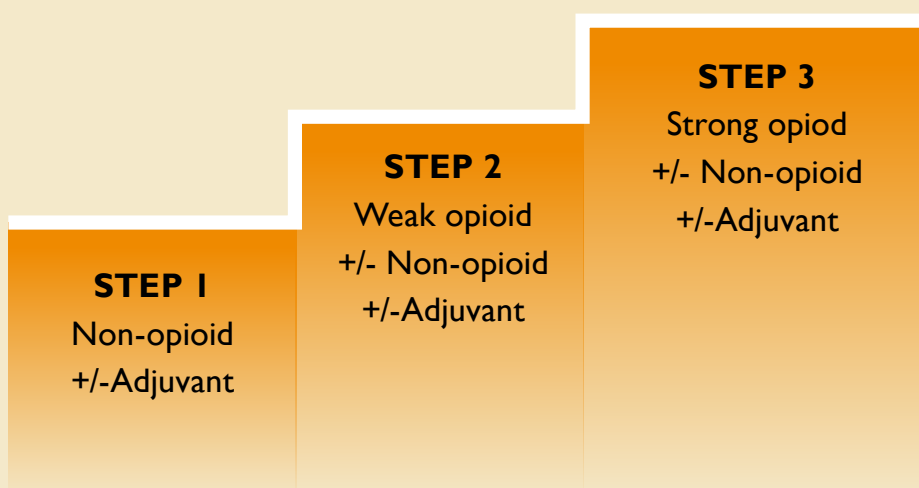 STEP 1
Non-opioid
+/-Adjuvant
STEP 2
Weak opioid
+/- Non-opioid
+/-Adjuvant
STEP 3
Strong opiod
+/- Non-opioid
+/-Adjuvant